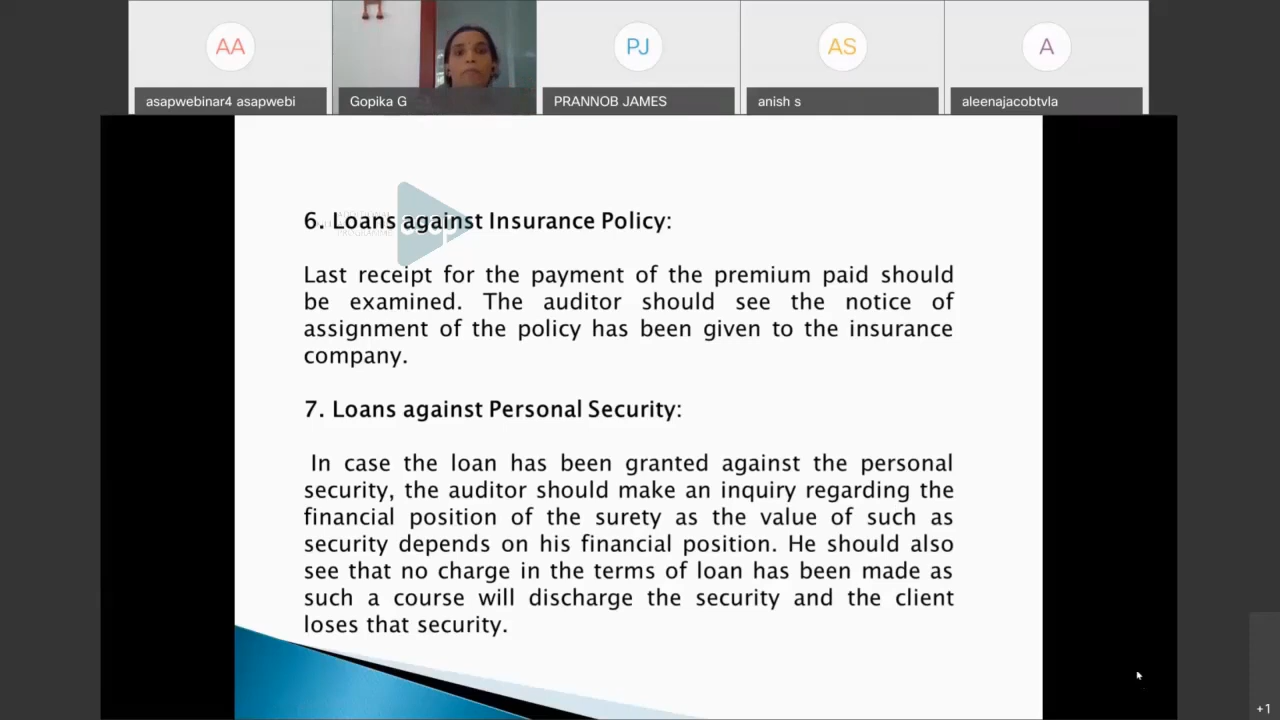 AA
PJ
AS
A
asapwebinar4 asapwebi
Gopika G
PRANNOB JAMES
anish s
aleenajacobtvla
6. Loans against Insurance Policy:
Last receipt for the payment of the premium paid should
be examined. The auditor should see the notice of
assignment of the policy has been given to the insurance
company.
7. Loans against Personal Security:
In case the loan has been granted against the personal
security, the auditor should make an inquiry regarding the
financial position of the surety as the value of such as
security depends on his financial position. He should also
see that no charge in the terms of loan has been made as
such a course will discharge the security and the client
loses that security.
+1